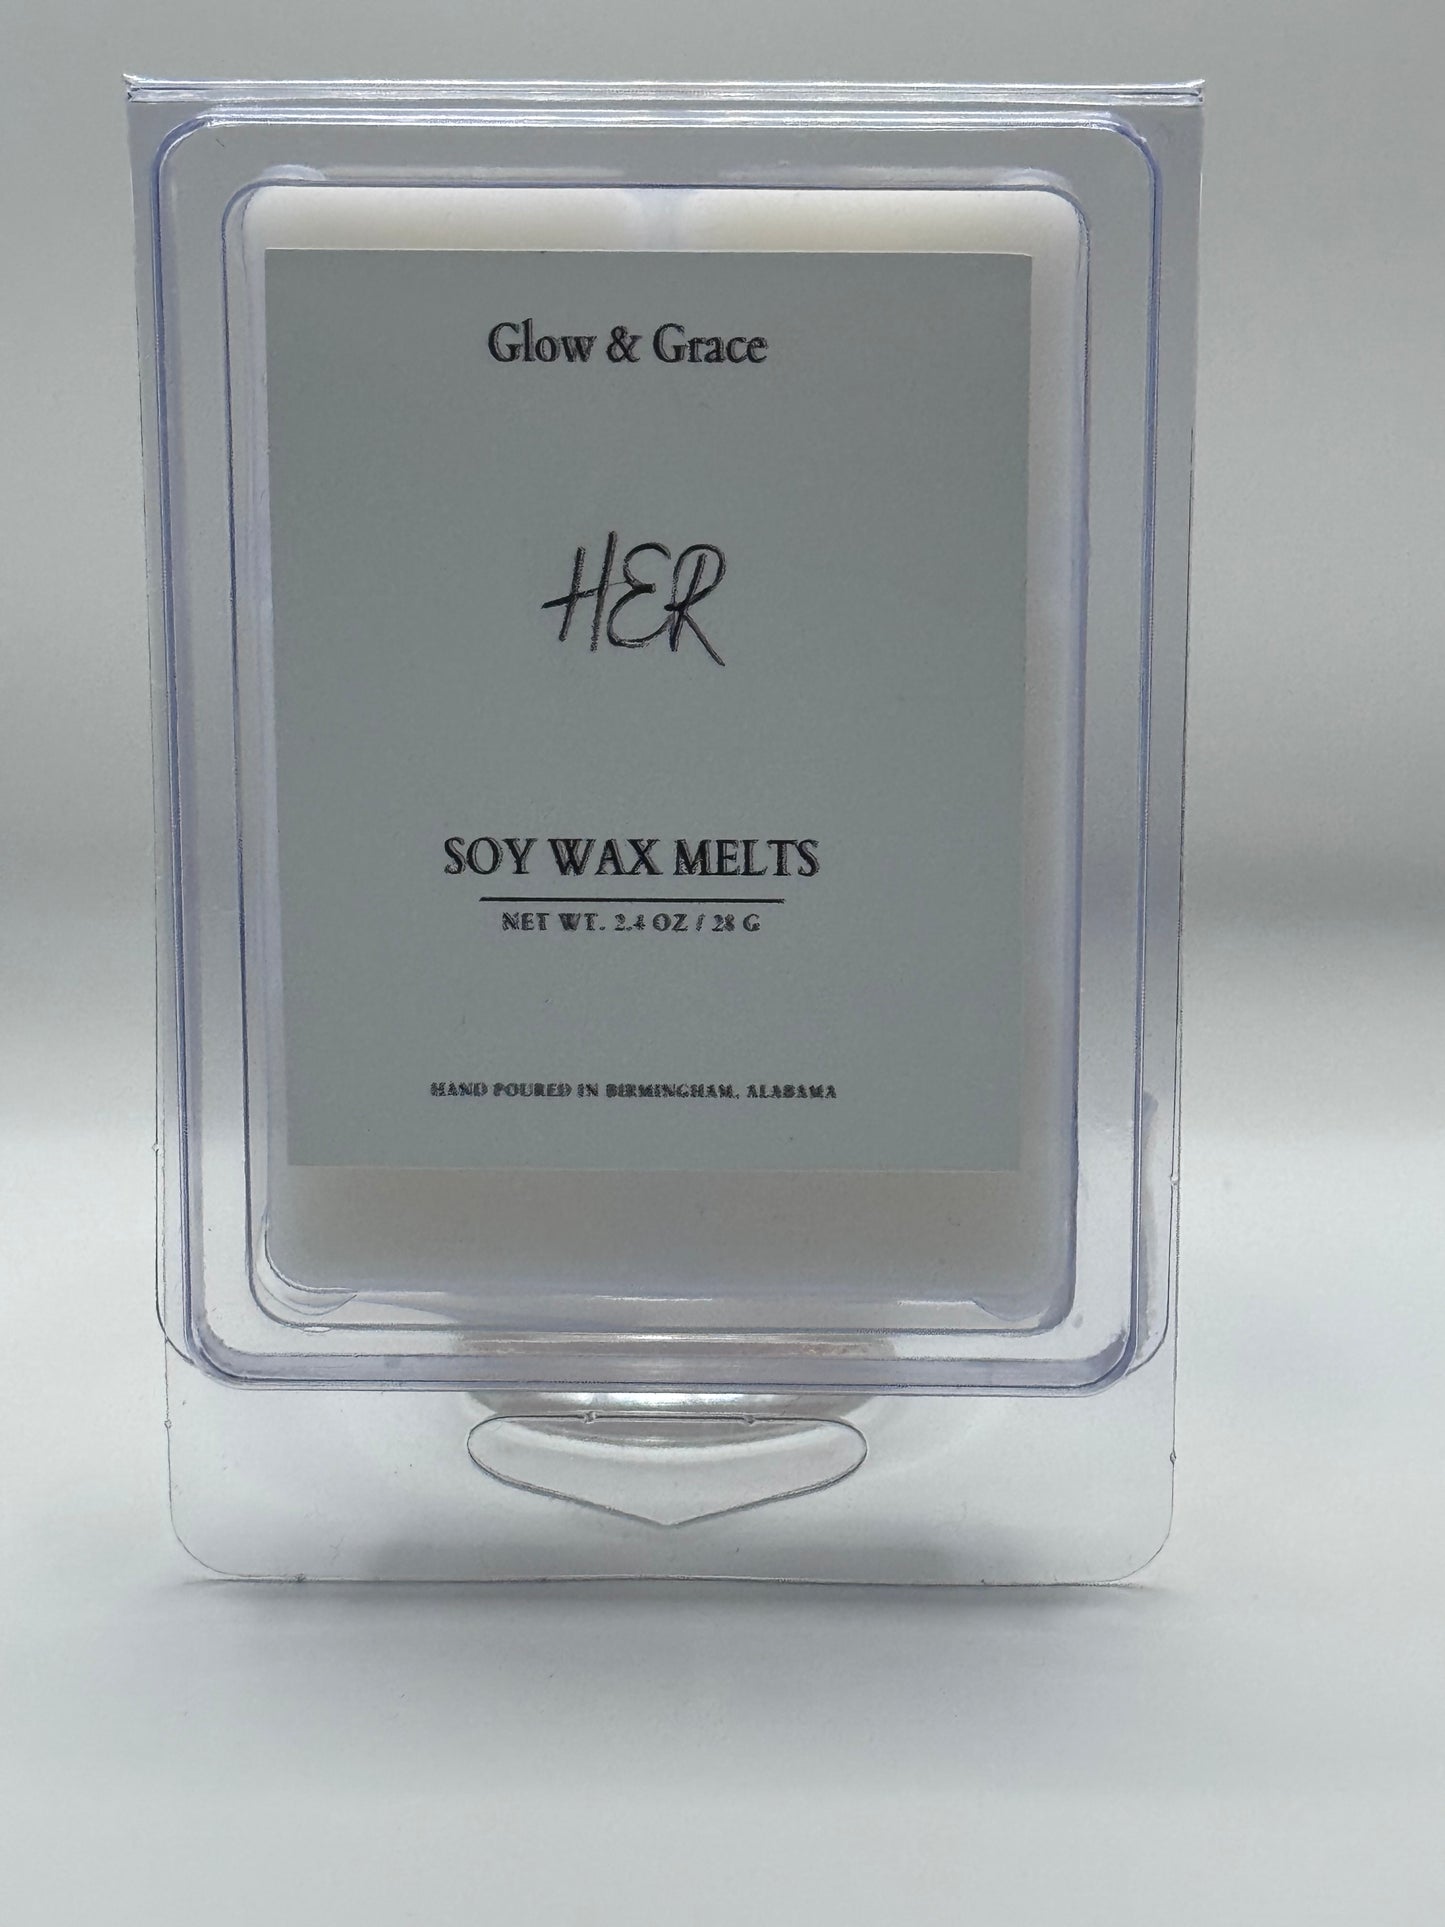 Glow & Grace
HER
SOY WAX MELTS
NET WT. 2.4 OZ / 28 G
HAND POURED IN BIRMINGHAM, ALABAMA